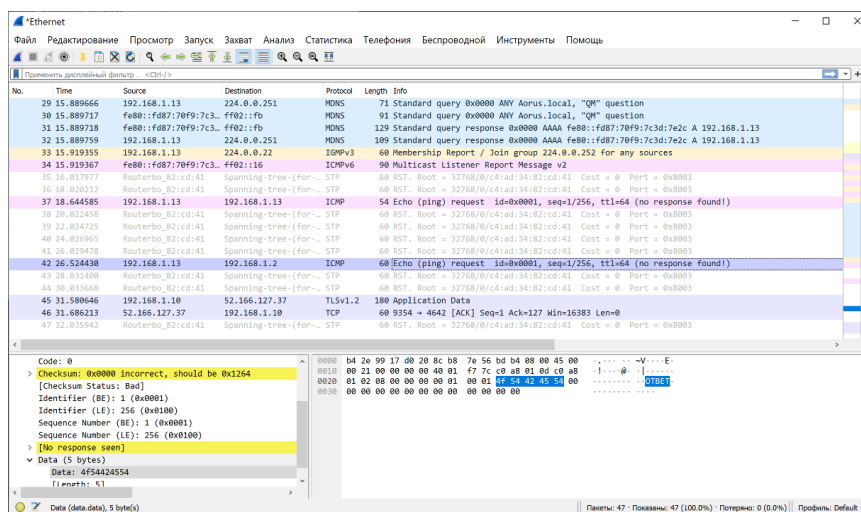 *Ethernet
Файл Редактирование Просмотр Запуск Захват Анализ Статистика Телефония Беспроводной Инструменты Помощь
Применить дисплейный фильтр ... <Ctrl-/>
No. Time Source Destination Protocol Length Info
29 15.889666 192.168.1.13 224.0.0.251 MDNS 71 Standard query 0x0000 ANY Aorus.local, "QM" question
30 15.889717 fe80::fd87:70f9:7c3… ff02::fb MDNS 91 Standard query 0x0000 ANY Aorus.local, "QM" question
31 15.889718 fe80::fd87:70f9:7c3… ff02::fb MDNS 129 Standard query response 0x0000 AAAA fe80::fd87:70f9:7c3d:7e2c A 192.168.1.13
32 15.889759 192.168.1.13 224.0.0.251 MDNS 109 Standard query response 0x0000 AAAA fe80::fd87:70f9:7c3d:7e2c A 192.168.1.13
33 15.919355 192.168.1.13 224.0.0.22 IGMPv3 60 Membership Report / Join group 224.0.0.252 for any sources
34 15.919367 fe80::fd87:70f9:7c3… ff02::16 ICMPv6 90 Multicast Listener Report Message v2
35 16.017977 Routerbo_82:cd:41 Spanning-tree-(for-… STP 60 RST. Root = 32768/0/c4:ad:34:82:cd:41 Cost = 0 Port = 0x8003
36 18.020212 Routerbo_82:cd:41 Spanning-tree-(for-… STP 60 RST. Root = 32768/0/c4:ad:34:82:cd:41 Cost = 0 Port = 0x8003
37 18.644585 192.168.1.13 192.168.1.13 ICMP 54 Echo (ping) request id=0x0001, seq=1/256, ttl=64 (no response found!)
38 20.022458 Routerbo_82:cd:41 Spanning-tree-(for-… STP 60 RST. Root = 32768/0/c4:ad:34:82:cd:41 Cost = 0 Port = 0x8003
39 22.024725 Routerbo_82:cd:41 Spanning-tree-(for-… STP 60 RST. Root = 32768/0/c4:ad:34:82:cd:41 Cost = 0 Port = 0x8003
40 24.026965 Routerbo_82:cd:41 Spanning-tree-(for-… STP 60 RST. Root = 32768/0/c4:ad:34:82:cd:41 Cost = 0 Port = 0x8003
41 26.029478 Routerbo_82:cd:41 Spanning-tree-(for-… STP 60 RST. Root = 32768/0/c4:ad:34:82:cd:41 Cost = 0 Port = 0x8003
42 26.524430 192.168.1.13 192.168.1.2 ICMP 60 Echo (ping) request id=0x0001, seq=1/256, ttl=64 (no response found!)
43 28.031400 Routerbo_82:cd:41 Spanning-tree-(for-… STP 60 RST. Root = 32768/0/c4:ad:34:82:cd:41 Cost = 0 Port = 0x8003
44 30.033668 Routerbo_82:cd:41 Spanning-tree-(for-… STP 60 RST. Root = 32768/0/c4:ad:34:82:cd:41 Cost = 0 Port = 0x8003
45 31.580646 192.168.1.10 52.166.127.37 TLSv1.2 180 Application Data
46 31.686213 52.166.127.37 192.168.1.10 TCP 60 9354 → 4642 [ACK] Seq=1 Ack=127 Win=16383 Len=0
47 32.035942 Routerbo_82:cd:41 Spanning-tree-(for-… STP 60 RST. Root = 32768/0/c4:ad:34:82:cd:41 Cost = 0 Port = 0x8003
Code: 0
Checksum: 0x0000 incorrect, should be 0x1264
[Checksum Status: Bad]
Identifier (BE): 1 (0x0001)
Identifier (LE): 256 (0x0100)
Sequence Number (BE): 1 (0x0001)
Sequence Number (LE): 256 (0x0100)
[No response seen]
Data (5 bytes)
Data: 4f54424554
[Length: 5]
0000 b4 2e 99 17 d0 20 8c b8 7e 56 bd b4 08 00 45 00 ·.··· ·· ~V····E·
0010 00 21 00 00 00 00 40 01 f7 7c c0 a8 01 0d c0 a8 ·!····@· ·|······
0020 01 02 08 00 00 00 00 01 00 01 4f 54 42 45 54 00 ········ ··OTBET·
0030 00 00 00 00 00 00 00 00 00 00 00 00 ········ ····
Data (data.data), 5 byte(s)
Пакеты: 47 · Показаны: 47 (100.0%) · Потеряно: 0 (0.0%)
Профиль: Default